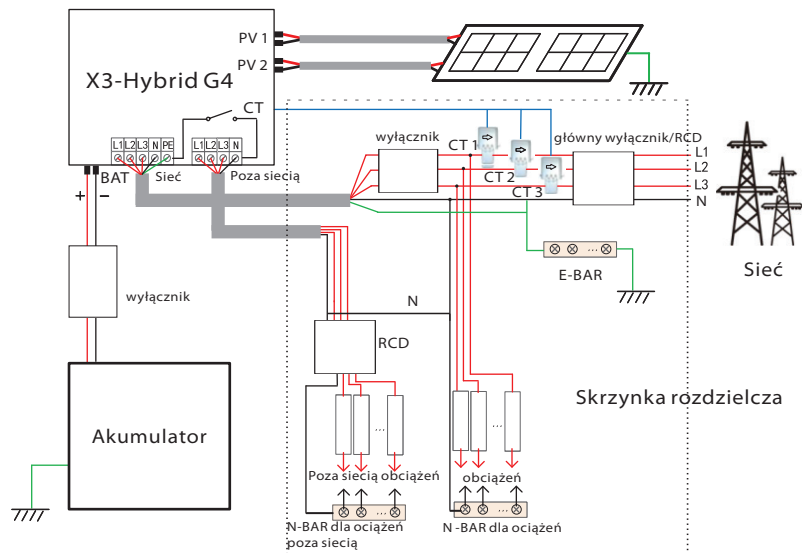 PV 1
PV 2
X3-Hybrid G4
CT
L1 L2 L3 N PE
L1 L2 L3 N
BAT
Sieć
Poza siecią
+
–
wyłącznik
CT 1
CT 2
CT 3
główny wyłącznik/RCD
L1
L2
L3
N
Sieć
E-BAR
wyłącznik
N
RCD
Akumulator
Skrzynka rozdzielcza
...
...
Poza siecią obciążeń
obciążeń
...
...
N-BAR dla ociążeń
poza siecią
N -BAR dla ociążeń